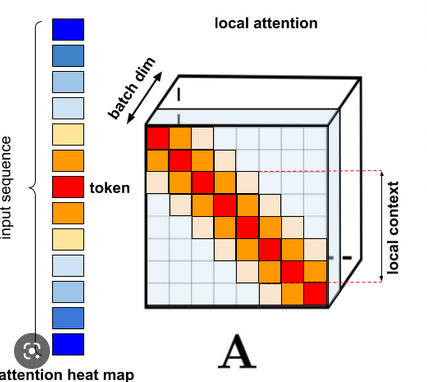 local attention
batch dim
input sequence
token
local context
A
attention heat map